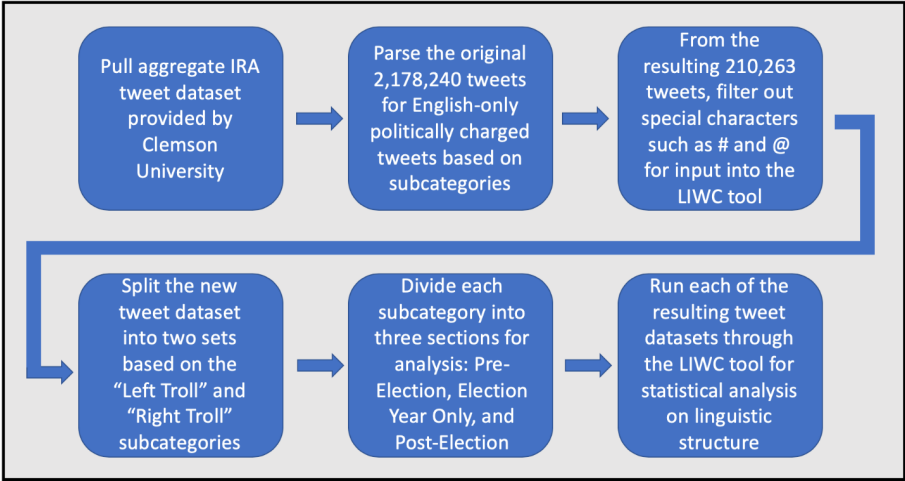 Pull aggregate IRA
tweet dataset
provided by
Clemson
University
Parse the original
2,178,240 tweets
for English-only
politically charged
tweets based on
subcategories
From the
resulting 210,263
tweets, filter out
special characters
such as # and @
for input into the
LIWC tool
Split the new
tweet dataset
into two sets
based on the
“Left Troll” and
“Right Troll”
subcategories
Divide each
subcategory into
three sections for
analysis: Pre-
Election, Election
Year Only, and
Post-Election
Run each of the
resulting tweet
datasets through
the LIWC tool for
statistical analysis
on linguistic
structure